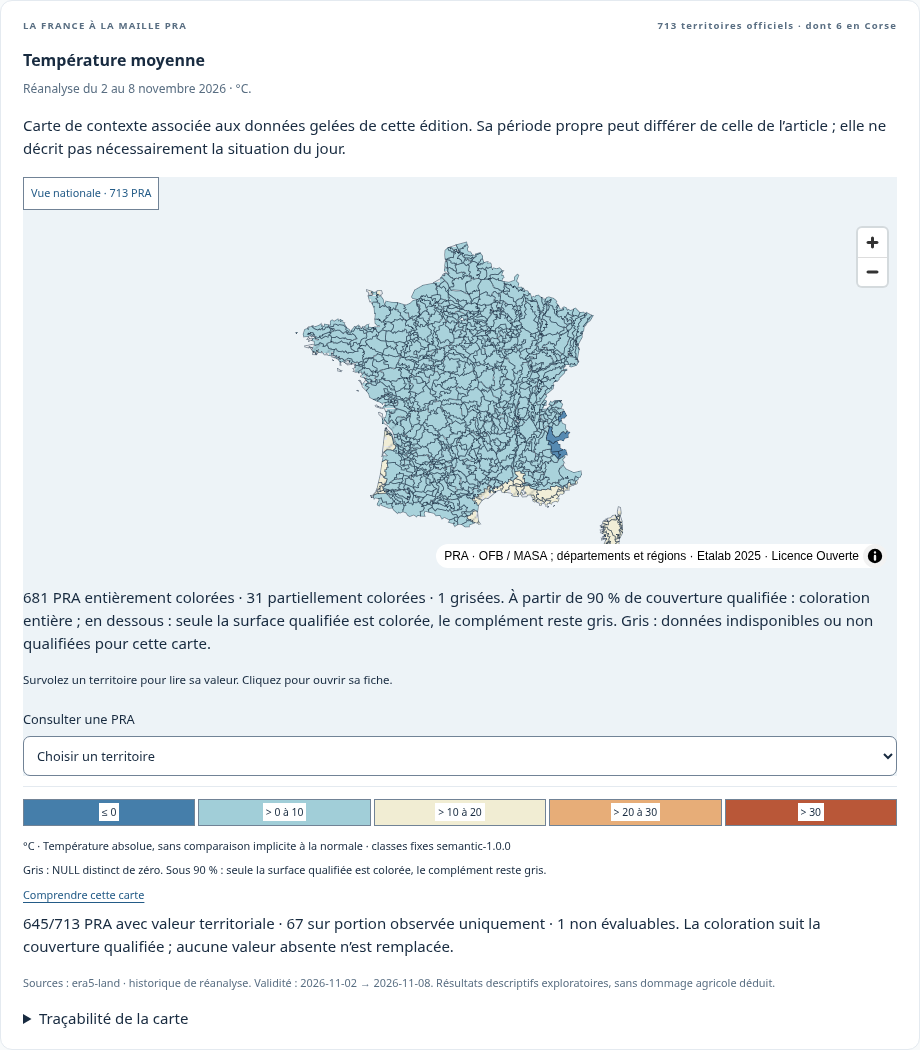 LA FRANCE À LA MAILLE PRA
713 territoires officiels · dont 6 en Corse
Température moyenne
Réanalyse du 2 au 8 novembre 2026 · °C.
Carte de contexte associée aux données gelées de cette édition. Sa période propre peut différer de celle de l’article ; elle ne
décrit pas nécessairement la situation du jour.
Vue nationale · 713 PRA
+
−
PRA · OFB / MASA ; départements et régions · Etalab 2025 · Licence Ouverte
681 PRA entièrement colorées · 31 partiellement colorées · 1 grisées. À partir de 90 % de couverture qualifiée : coloration
entière ; en dessous : seule la surface qualifiée est colorée, le complément reste gris. Gris : données indisponibles ou non
qualifiées pour cette carte.
Survolez un territoire pour lire sa valeur. Cliquez pour ouvrir sa fiche.
Consulter une PRA
Choisir un territoire
≤ 0
> 0 à 10
> 10 à 20
> 20 à 30
> 30
°C · Température absolue, sans comparaison implicite à la normale · classes fixes semantic-1.0.0
Gris : NULL distinct de zéro. Sous 90 % : seule la surface qualifiée est colorée, le complément reste gris.
Comprendre cette carte
645/713 PRA avec valeur territoriale · 67 sur portion observée uniquement · 1 non évaluables. La coloration suit la
couverture qualifiée ; aucune valeur absente n’est remplacée.
Sources : era5-land · historique de réanalyse. Validité : 2026-11-02 → 2026-11-08. Résultats descriptifs exploratoires, sans dommage agricole déduit.
Traçabilité de la carte